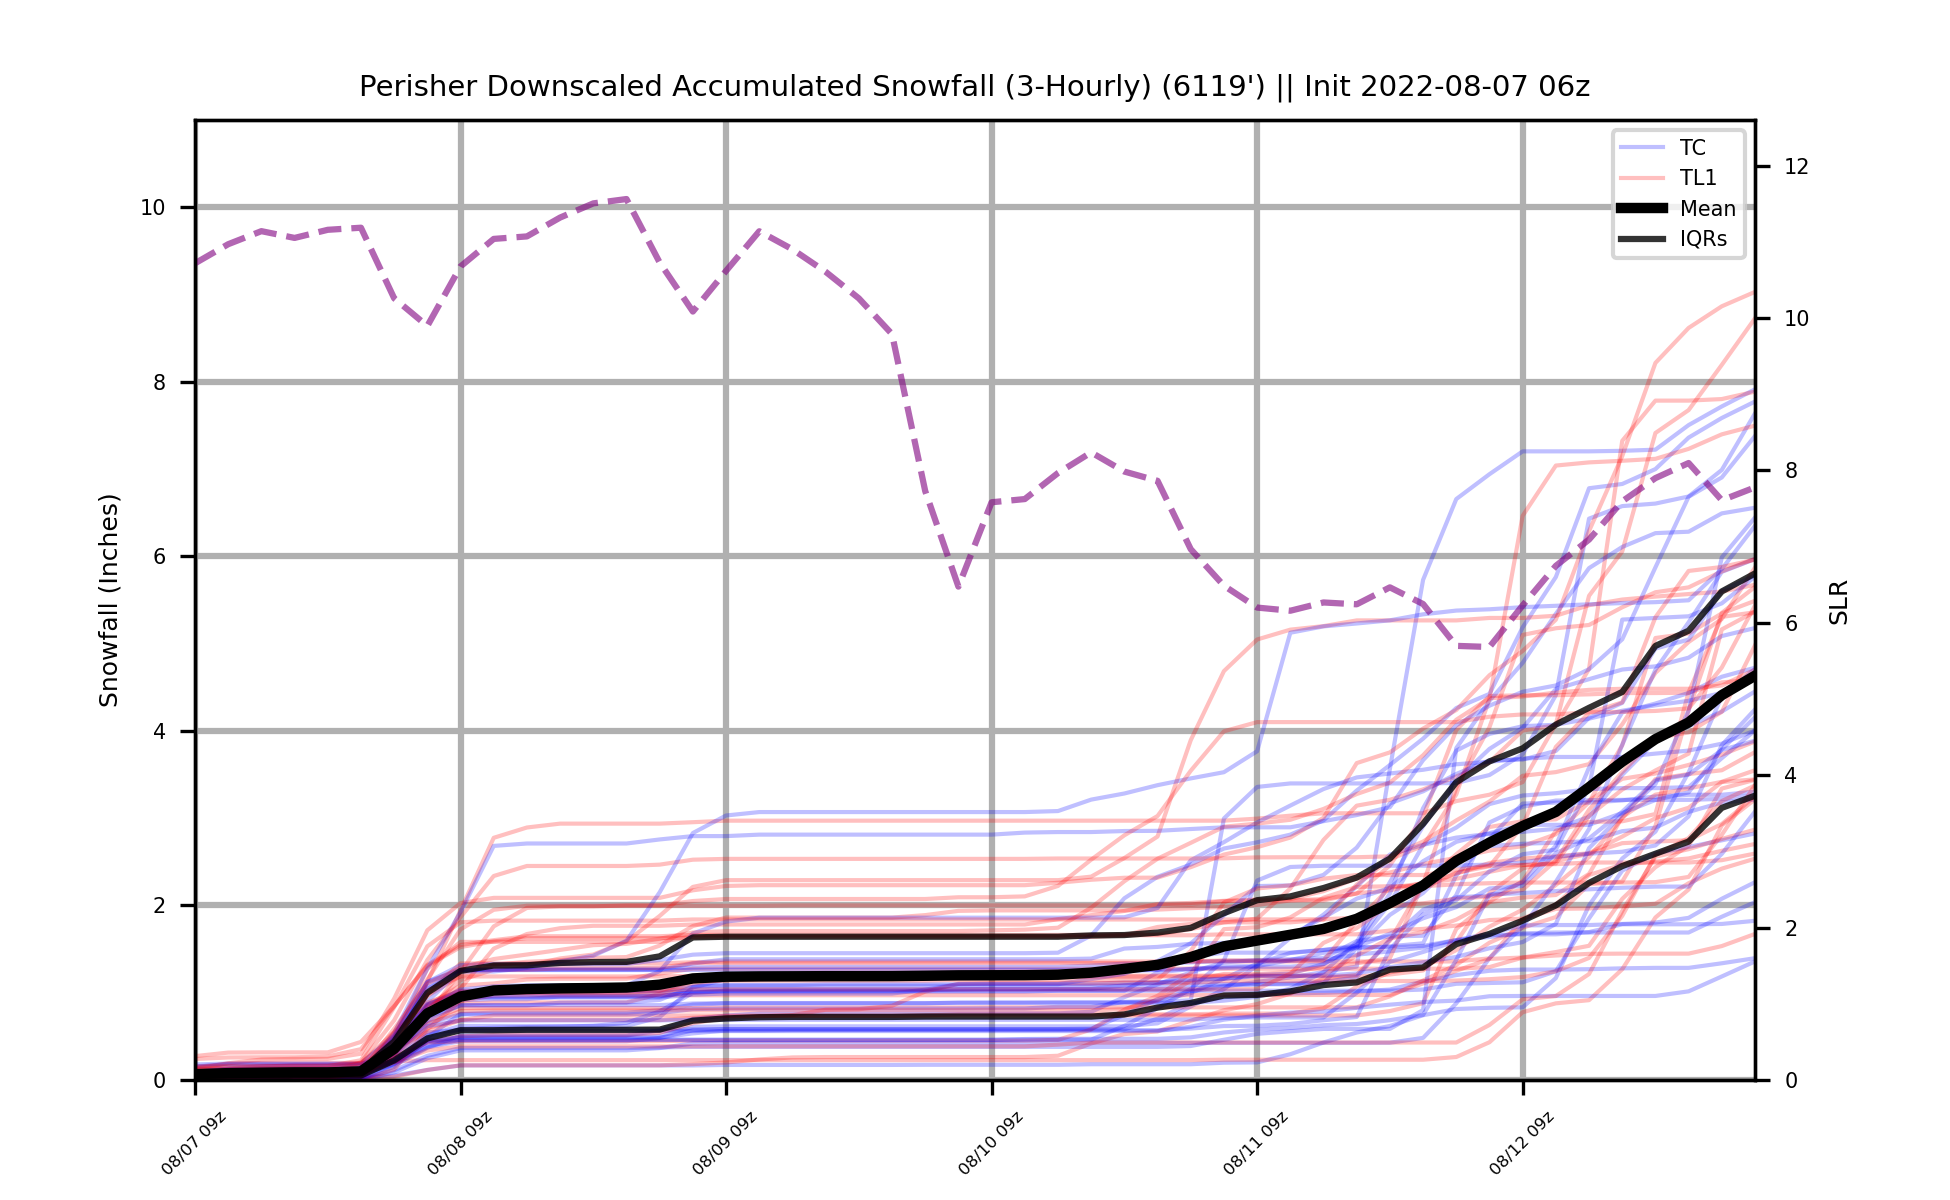 Perisher Downscaled Accumulated Snowfall (3-Hourly) (6119') || Init 2022-08-07 06z
TC
TL1
Mean
IQRs
Snowfall (Inches)
10
8
6
4
2
0
12
10
8
6
4
2
0
SLR
08/07 09z
08/08 09z
08/09 09z
08/10 09z
08/11 09z
08/12 09z